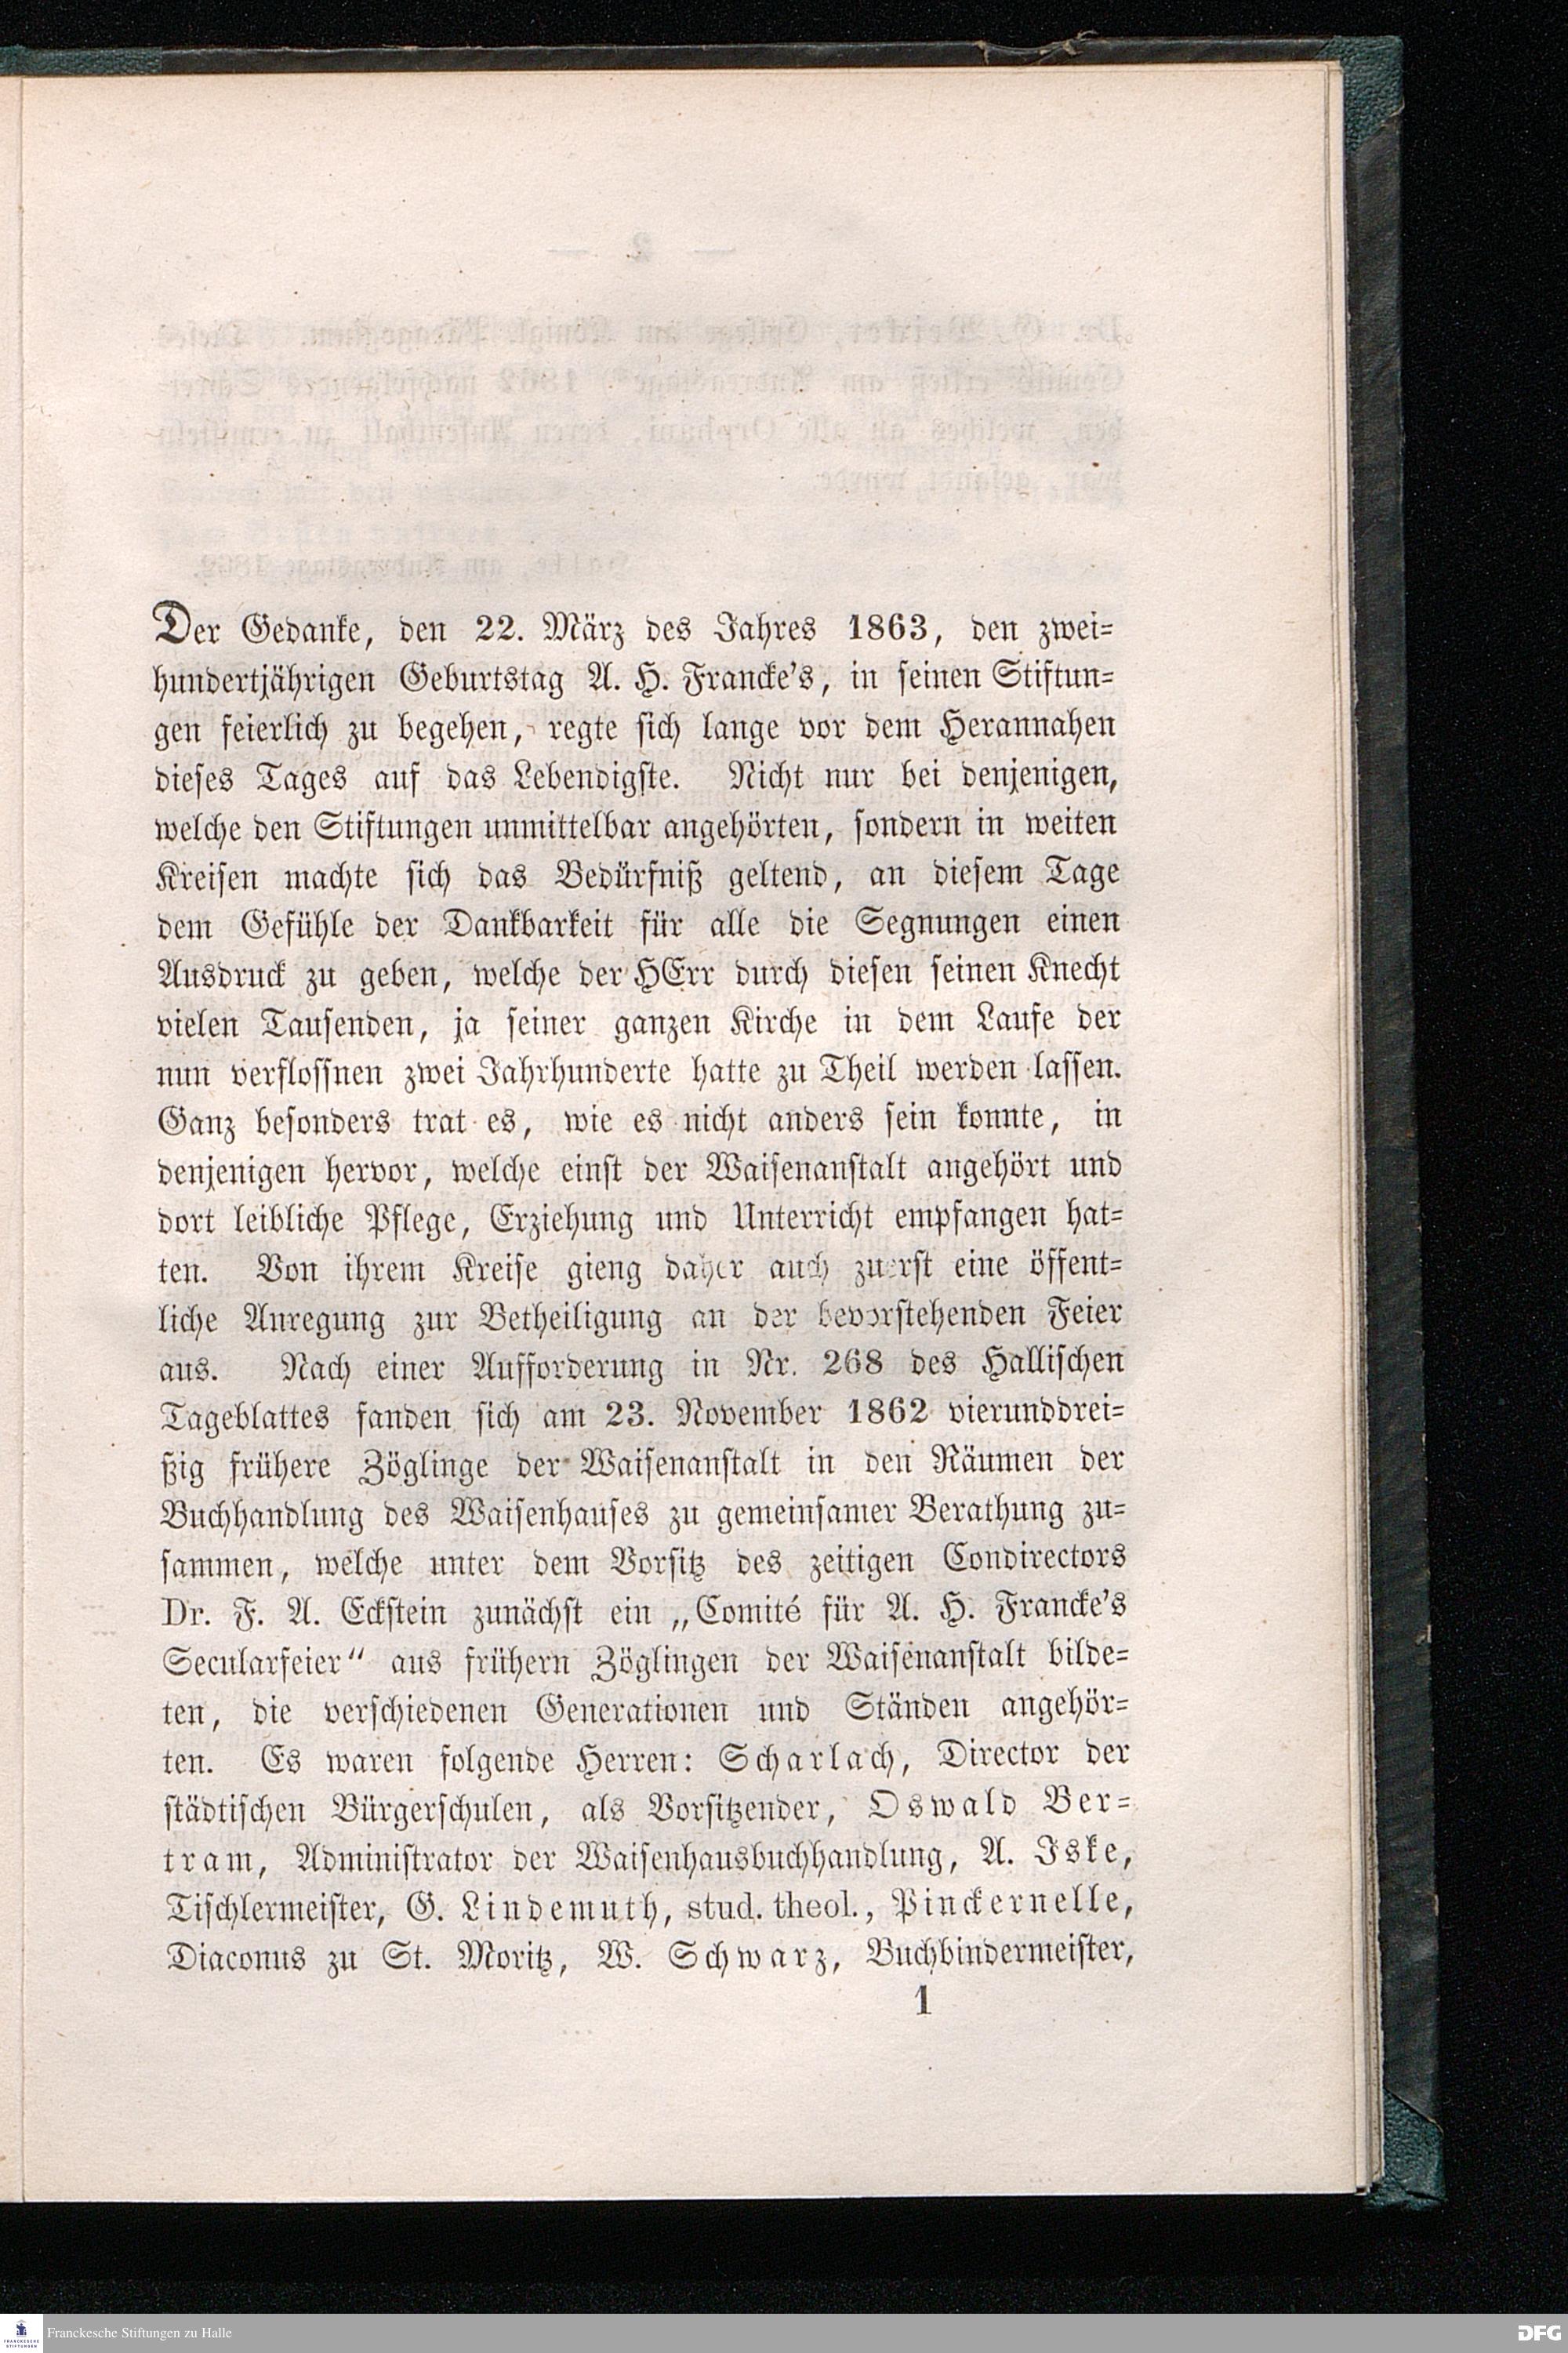 Der Gedanke, den 22. März des Jahres 1863, den zwei-
hundertjährigen Geburtstag A. H. Francke's, in seinen Stiftun-
gen feierlich zu begehen, regte sich lange vor dem Herannahen
dieses Tages auf das Lebendigste. Nicht nur bei denjenigen,
welche den Stiftungen unmittelbar angehörten, sondern in weiten
Kreisen machte sich das Bedürfniß geltend, an diesem Tage
dem Gefühle der Dankbarkeit für alle die Segnungen einen
Ausdruck zu geben, welche der HErr durch diesen seinen Knecht
vielen Tausenden, ja seiner ganzen Kirche in dem Laufe der
nun verflossnen zwei Jahrhunderte hatte zu Theil werden lassen.
Ganz besonders trat es, wie es nicht anders sein konnte, in
denjenigen hervor, welche einst der Waisenanstalt angehört und
dort leibliche Pflege, Erziehung und Unterricht empfangen hat-
ten. Von ihrem Kreise gieng daher auch zuerst eine öffent-
liche Anregung zur Betheiligung an der bevorstehenden Feier
aus. Nach einer Aufforderung in Nr. 268 des Hallischen
Tageblattes fanden sich am 23. November 1862 vierunddrei-
ßig frühere Zöglinge der Waisenanstalt in den Räumen der
Buchhandlung des Waisenhauses zu gemeinsamer Berathung zu-
sammen, welche unter dem Vorsitz des zeitigen Condirectors
Dr. F. A. Eckstein zunächst ein „Comité für A. H. Francke's
Secularfeier“ aus frühern Zöglingen der Waisenanstalt bilde-
ten, die verschiedenen Generationen und Ständen angehör-
ten. Es waren folgende Herren: Scharlach, Director der
städtischen Bürgerschulen, als Vorsitzender, Oswald Ber-
tram, Administrator der Waisenhausbuchhandlung, A. Iske,
Tischlermeister, G. Lindemuth, stud. theol., Pinckernelle,
Diaconus zu St. Moritz, W. Schwarz, Buchbindermeister,
1
FRANCKESCHE
STIFTUNGEN
Franckesche Stiftungen zu Halle
DFG